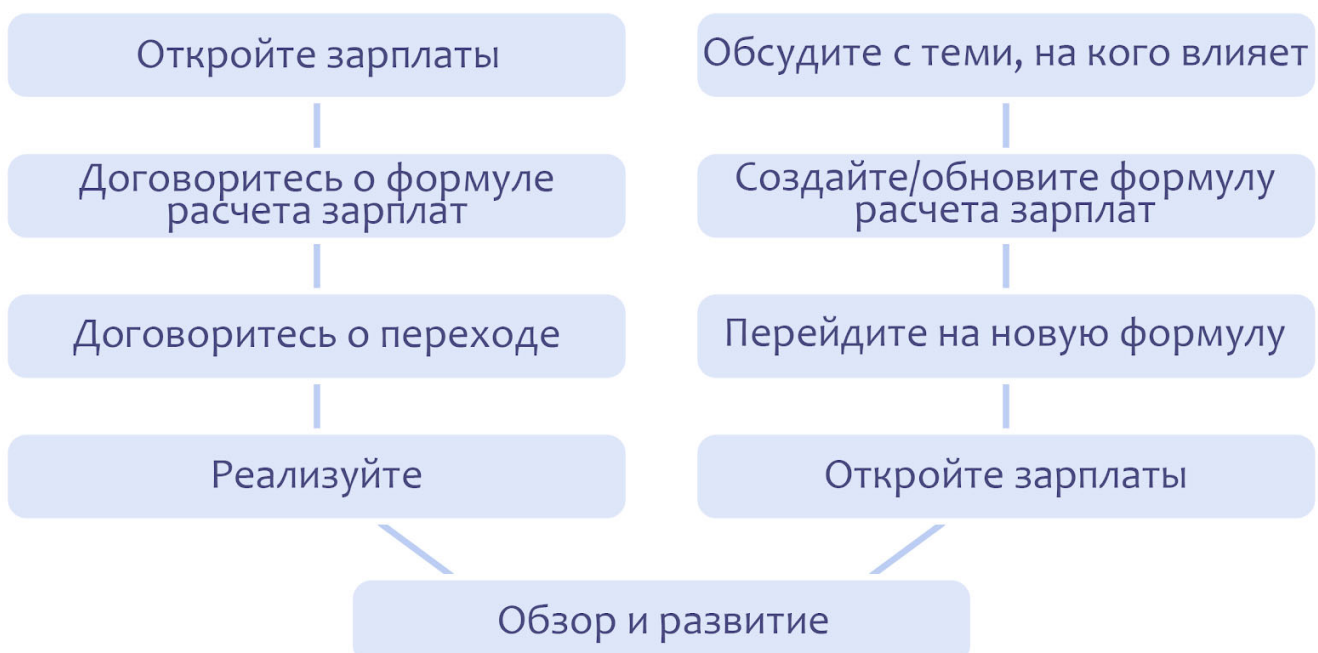 Откройте зарплаты
Договоритесь о формуле
расчета зарплат
Договоритесь о переходе
Реализуйте
Обсудите с теми, на кого влияет
Создайте/обновите формулу
расчета зарплат
Перейдите на новую формулу
Откройте зарплаты
Обзор и развитие